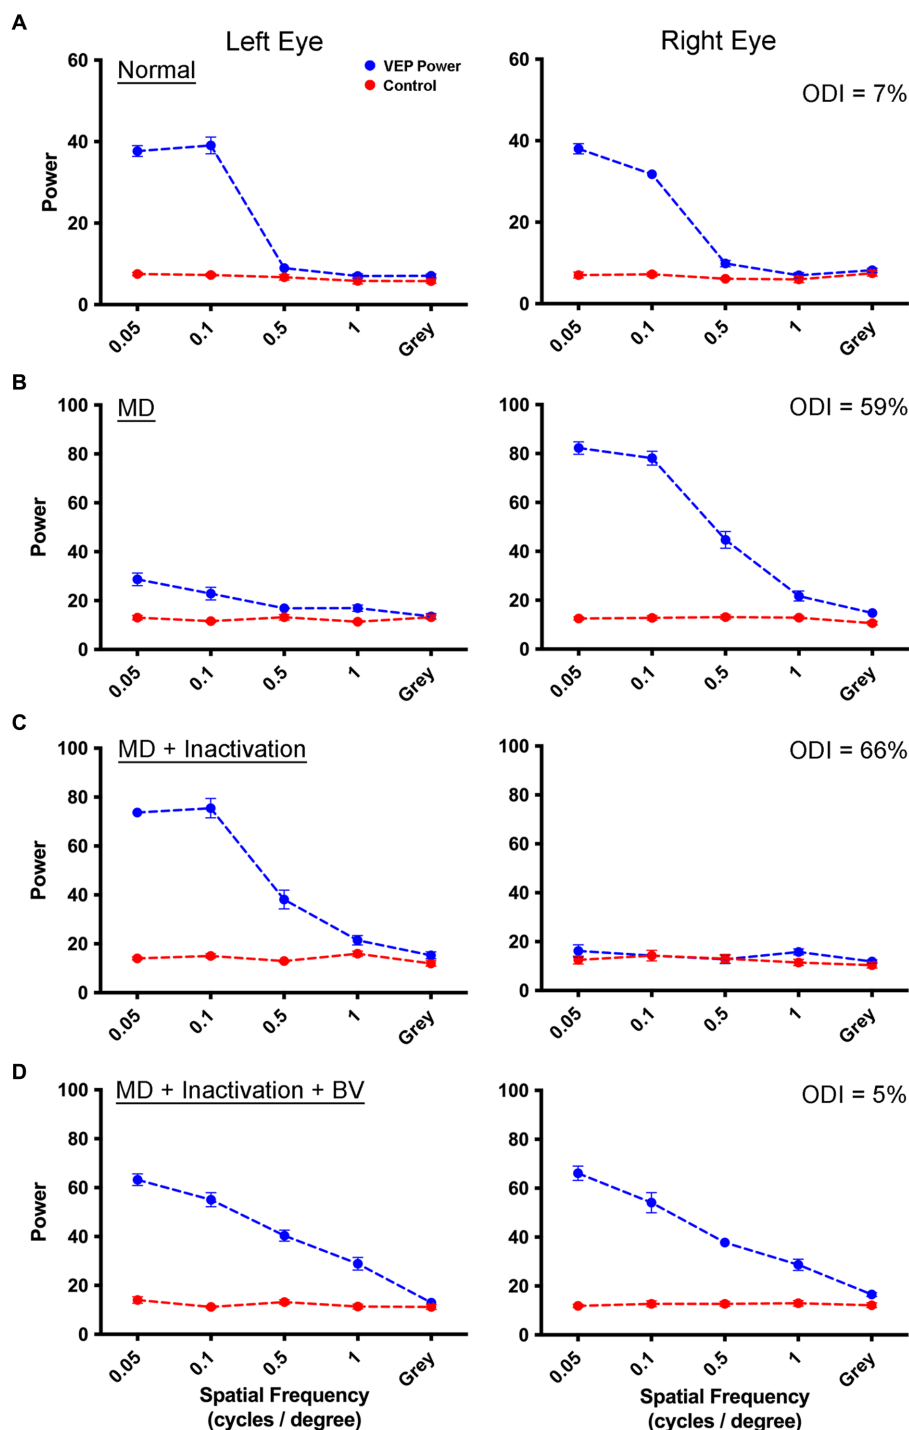 A
Left Eye
Right Eye
Normal
VEP Power
Control
ODI = 7%
Power
60
40
20
0
0.05
0.1
0.5
1
Grey
60
40
20
0
0.05
0.1
0.5
1
Grey
B
MD
ODI = 59%
Power
100
80
60
40
20
0
0.05
0.1
0.5
1
Grey
100
80
60
40
20
0
0.05
0.1
0.5
1
Grey
C
MD + Inactivation
ODI = 66%
Power
100
80
60
40
20
0
0.05
0.1
0.5
1
Grey
100
80
60
40
20
0
0.05
0.1
0.5
1
Grey
D
MD + Inactivation + BV
ODI = 5%
Power
100
80
60
40
20
0
0.05
0.1
0.5
1
Grey
Spatial Frequency
(cycles / degree)
100
80
60
40
20
0
0.05
0.1
0.5
1
Grey
Spatial Frequency
(cycles / degree)